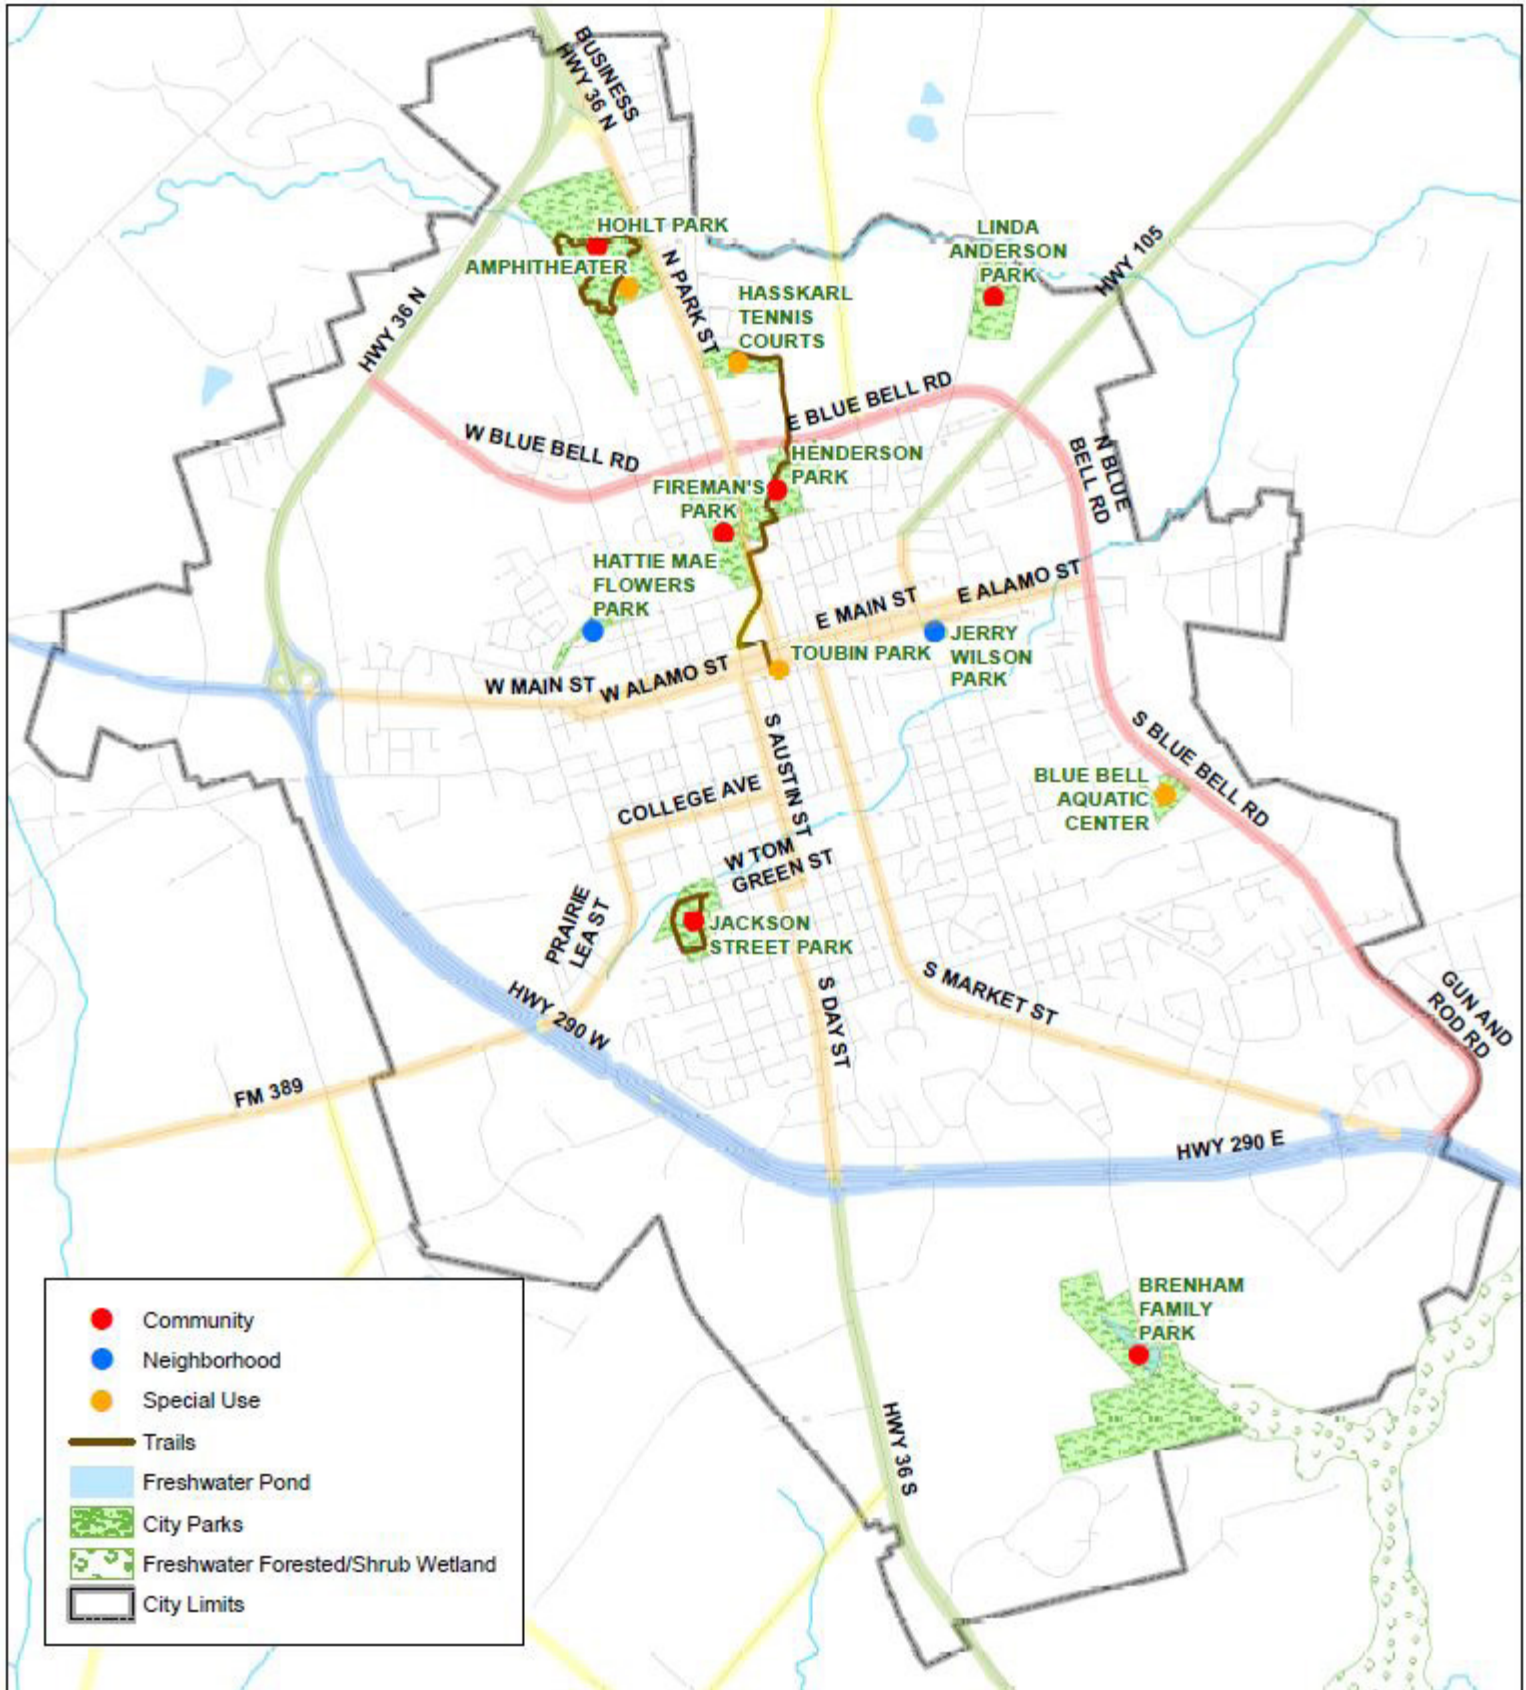 BUSINESS
HWY 36 N
HOHLT PARK
AMPHITHEATER
N PARK ST
LINDA
ANDERSON
PARK
HWY 105
HASSKARL
TENNIS
COURTS
HWY 36 N
W BLUE BELL RD
E BLUE BELL RD
N BLUE
BELL RD
HENDERSON
PARK
FIREMAN'S
PARK
HATTIE MAE
FLOWERS
PARK
E MAIN ST
E ALAMO ST
JERRY
WILSON
PARK
TOUBIN PARK
W MAIN ST
W ALAMO ST
S AUSTIN ST
S BLUE BELL RD
BLUE BELL
AQUATIC
CENTER
COLLEGE AVE
W TOM
GREEN ST
PRAIRIE
LEA ST
JACKSON
STREET PARK
S MARKET ST
S DAY ST
GUN AND
ROD RD
HWY 290 W
FM 389
HWY 290 E
BRENHAM
FAMILY
PARK
HWY 36 S
Community
Neighborhood
Special Use
Trails
Freshwater Pond
City Parks
Freshwater Forested/Shrub Wetland
City Limits